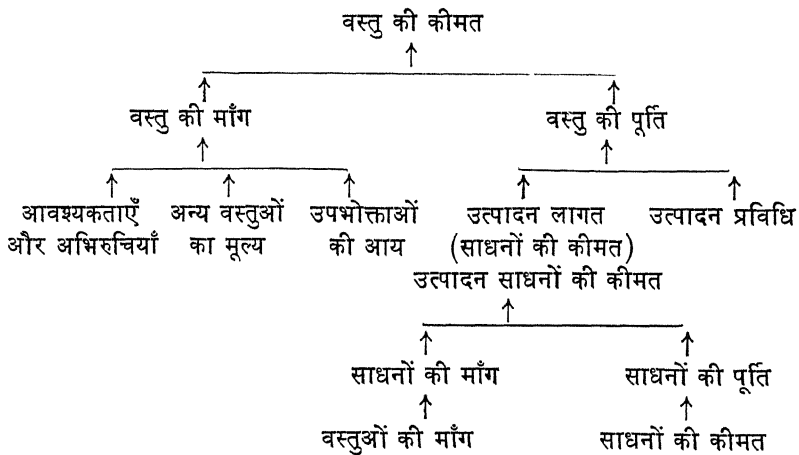 वस्तु की कीमत
वस्तु की माँग वस्तु की पूर्ति
आवश्यकताएँ अन्य वस्तुओं उपभोक्ताओं उत्पादन लागत उत्पादन प्रविधि
और अभिरुचियाँ का मूल्य की आय (साधनों की कीमत)
उत्पादन साधनों की कीमत
साधनों की माँग साधनों की पूर्ति
वस्तुओं की माँग साधनों की कीमत